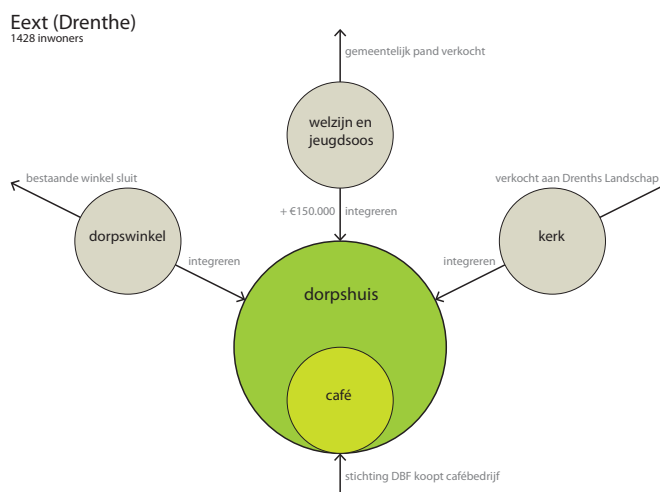 Eext (Drenthe)
1428 inwoners
gemeentelijk pand verkocht
welzijn en
jeugdsoos
bestaande winkel sluit
verkocht aan Drenths Landschap
+ €150.000 integreren
dorpswinkel
kerk
integreren
integreren
dorpshuis
café
stichting DBF koopt cafébedrijf